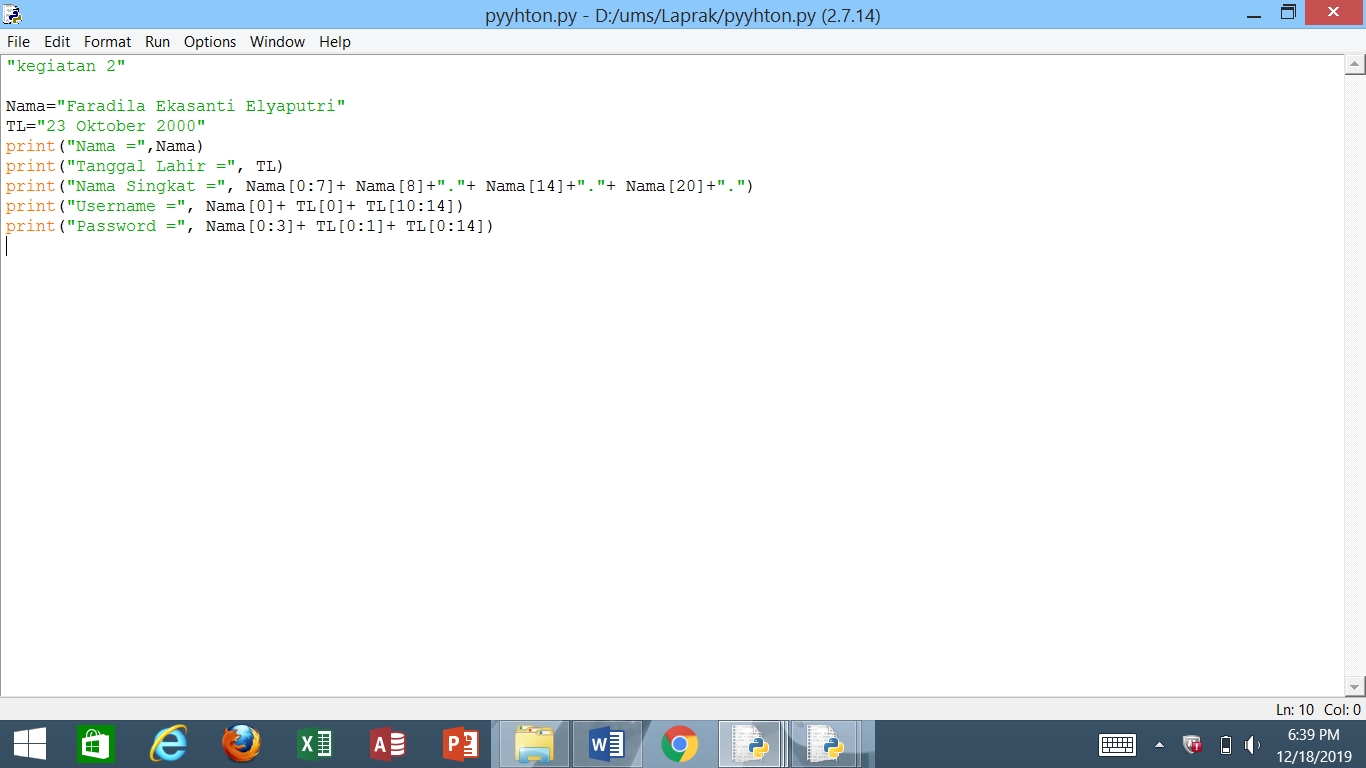 pyyhton.py - D:/ums/Laprak/pyyhton.py (2.7.14)
File Edit Format Run Options Window Help
"kegiatan 2"
Nama="Faradila Ekasanti Elyaputri"
TL="23 Oktober 2000"
print("Nama =",Nama)
print("Tanggal Lahir =", TL)
print("Nama Singkat =", Nama[0:7]+ Nama[8]+"."+ Nama[14]+"."+ Nama[20]+".")
print("Username =", Nama[0]+ TL[0]+ TL[10:14])
print("Password =", Nama[0:3]+ TL[0:1]+ TL[0:14])
Ln: 10 Col: 0
6:39 PM
12/18/2019